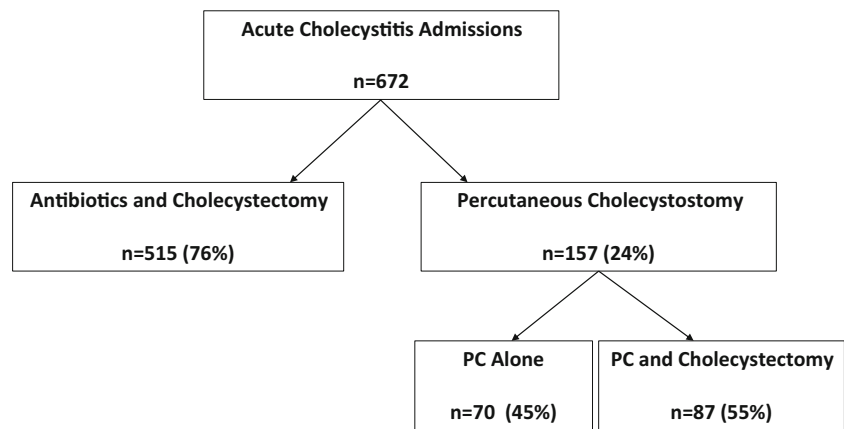 Acute Cholecystitis Admissions
n=672
Antibiotics and Cholecystectomy
n=515 (76%)
Percutaneous Cholecystostomy
n=157 (24%)
PC Alone
n=70  (45%)
PC and Cholecystectomy
n=87 (55%)